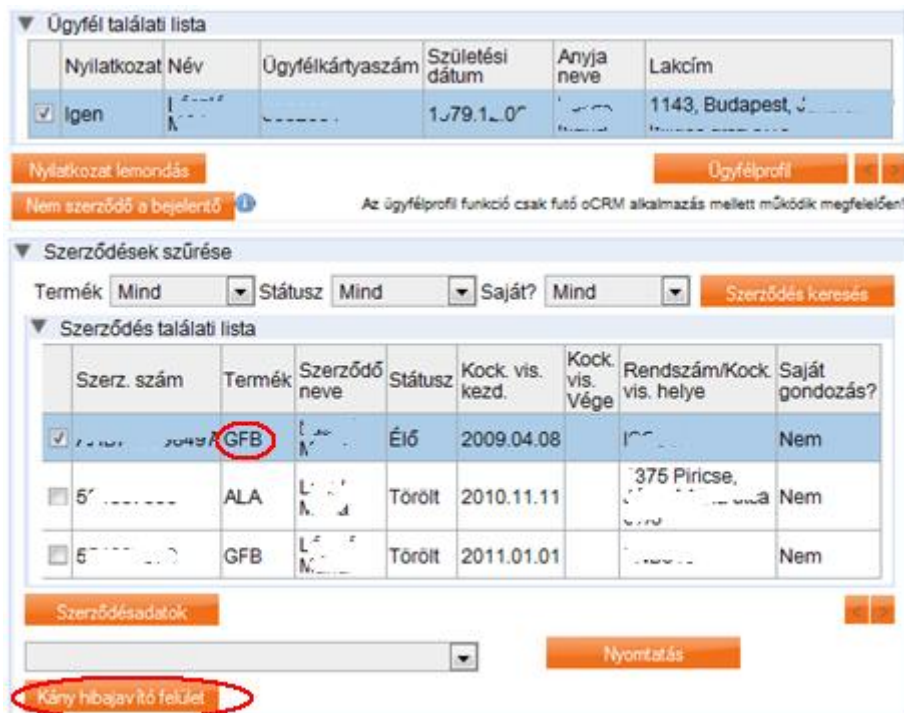 Ügyfél találati lista
Nyilatkozat Név Ügyfélkártyaszám Születési dátum Anyja neve Lakcím
Igen 1143, Budapest,
Nyilatkozat lemondás Ügyfélprofil < >
Nem szerződő a bejelentő i Az ügyfélprofil funkció csak futó oCRM alkalmazás mellett működik megfelelően!
Szerződések szűrése
Termék Mind Státusz Mind Saját? Mind Szerződés keresés
Szerződés találati lista
Szerz. szám Termék Szerződő neve Státusz Kock. vis. kezd. Kock. vis. Vége Rendszám/Kock. vis. helye Saját gondozás?
GFB Élő 2009.04.08 Nem
ALA Törölt 2010.11.11 375 Piricse, Nem
GFB Törölt 2011.01.01 Nem
Szerződésadatok < >
Nyomtatás
Kány hibajavító felület